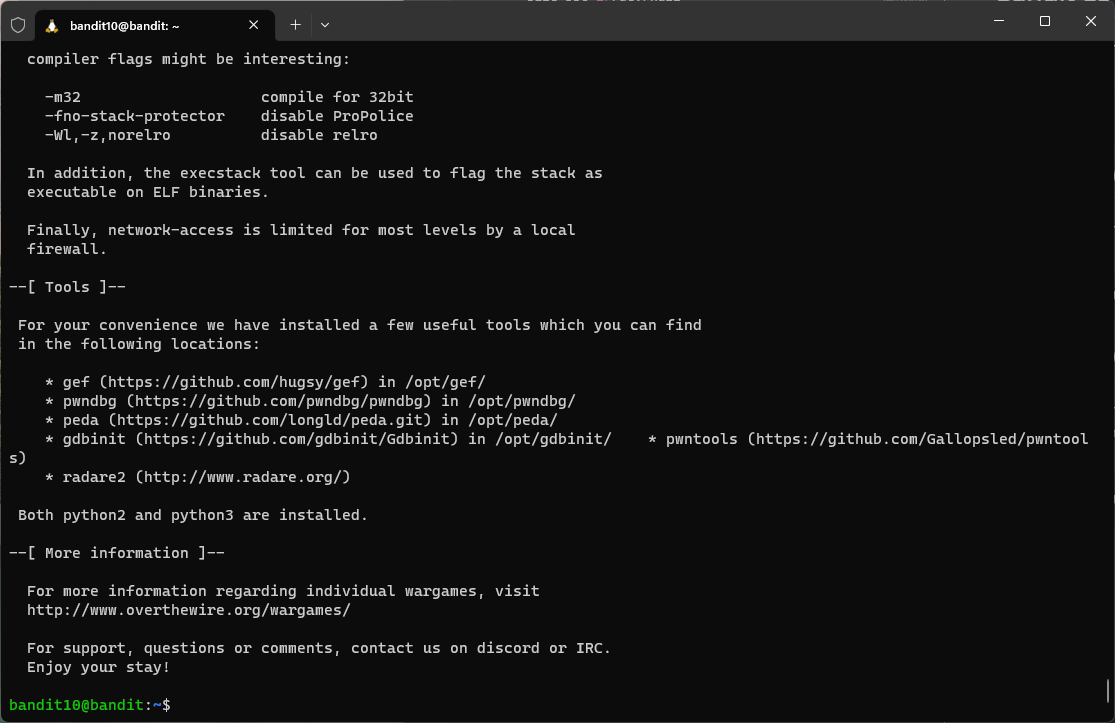 bandit10@bandit: ~
compiler flags might be interesting:
-m32 compile for 32bit
-fno-stack-protector disable ProPolice
-Wl,-z,norelro disable relro
In addition, the execstack tool can be used to flag the stack as
executable on ELF binaries.
Finally, network-access is limited for most levels by a local
firewall.
--[ Tools ]--
For your convenience we have installed a few useful tools which you can find
in the following locations:
* gef (https://github.com/hugsy/gef) in /opt/gef/
* pwndbg (https://github.com/pwndbg/pwndbg) in /opt/pwndbg/
* peda (https://github.com/longld/peda.git) in /opt/peda/
* gdbinit (https://github.com/gdbinit/Gdbinit) in /opt/gdbinit/ * pwntools (https://github.com/Gallopsled/pwntool
s)
* radare2 (http://www.radare.org/)
Both python2 and python3 are installed.
--[ More information ]--
For more information regarding individual wargames, visit
http://www.overthewire.org/wargames/
For support, questions or comments, contact us on discord or IRC.
Enjoy your stay!
bandit10@bandit:~$